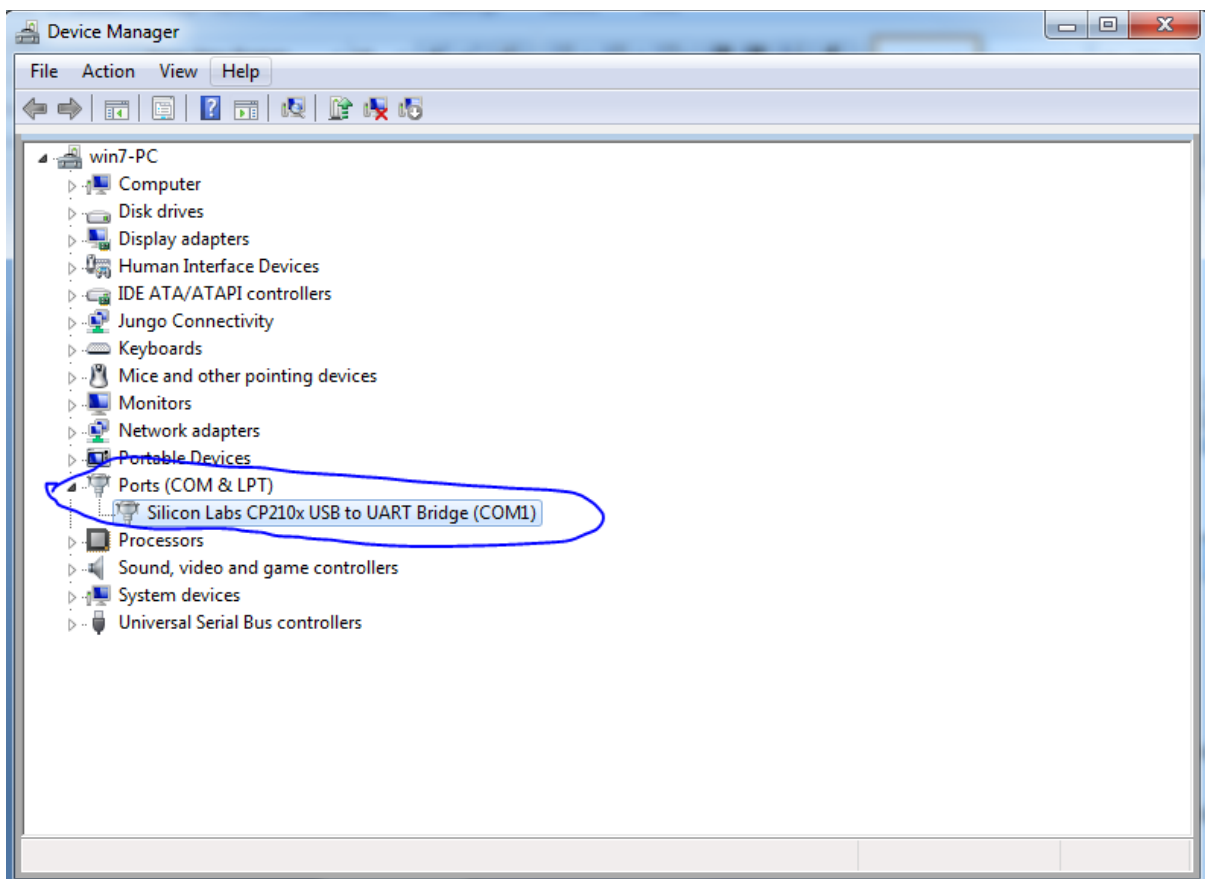 Device Manager
File Action View Help
win7-PC
Computer
Disk drives
Display adapters
Human Interface Devices
IDE ATA/ATAPI controllers
Jungo Connectivity
Keyboards
Mice and other pointing devices
Monitors
Network adapters
Portable Devices
Ports (COM & LPT)
Silicon Labs CP210x USB to UART Bridge (COM1)
Processors
Sound, video and game controllers
System devices
Universal Serial Bus controllers